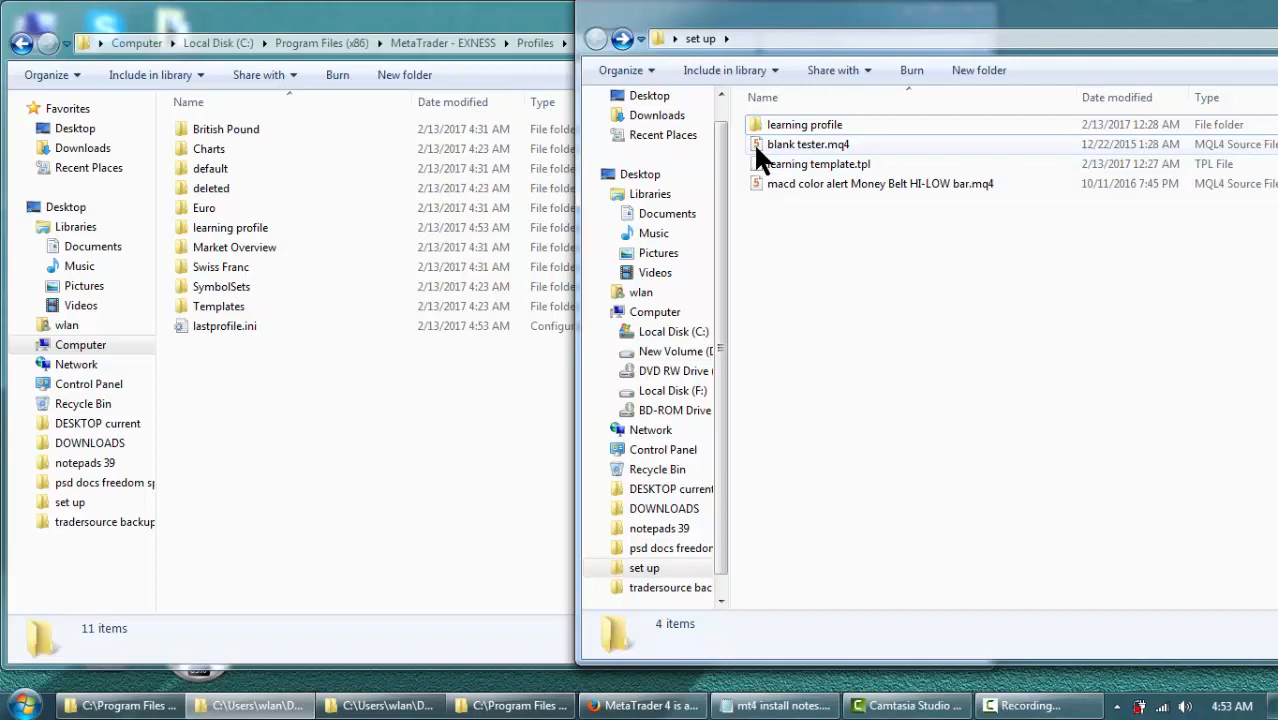 Computer Local Disk (C:) Program Files (x86) MetaTrader - EXNESS Profiles
Organize Include in library Share with Burn New folder
Favorites
Desktop
Downloads
Recent Places
Desktop
Libraries
Documents
Music
Pictures
Videos
wlan
Computer
Network
Control Panel
Recycle Bin
DESKTOP current
DOWNLOADS
notepads 39
psd docs freedom sp
set up
tradersource backup
Name Date modified Type
British Pound 2/13/2017 4:31 AM File folde
Charts 2/13/2017 4:31 AM File folde
default 2/13/2017 4:31 AM File folde
deleted 2/13/2017 4:23 AM File folde
Euro 2/13/2017 4:31 AM File folde
learning profile 2/13/2017 4:53 AM File folde
Market Overview 2/13/2017 4:31 AM File folde
Swiss Franc 2/13/2017 4:31 AM File folde
SymbolSets 2/13/2017 4:23 AM File folde
Templates 2/13/2017 4:23 AM File folde
lastprofile.ini 2/13/2017 4:53 AM Configu
11 items
set up
Organize Include in library Share with Burn New folder
Desktop
Downloads
Recent Places
Desktop
Libraries
Documents
Music
Pictures
Videos
wlan
Computer
Local Disk (C:)
New Volume (D
DVD RW Drive (
Local Disk (F:)
BD-ROM Drive
Network
Control Panel
Recycle Bin
DESKTOP current
DOWNLOADS
notepads 39
psd docs freedom
set up
tradersource bac
Name Date modified Type
learning profile 2/13/2017 12:28 AM File folder
blank tester.mq4 12/22/2015 1:28 AM MQL4 Source File
learning template.tpl 2/13/2017 12:27 AM TPL File
macd color alert Money Belt HI-LOW bar.mq4 10/11/2016 7:45 PM MQL4 Source File
4 items
C:\Program Files ... C:\Users\wlan\D... C:\Users\wlan\D... C:\Program Files ... MetaTrader 4 is a... mt4 install notes.... Camtasia Studio ... Recording... 4:53 AM